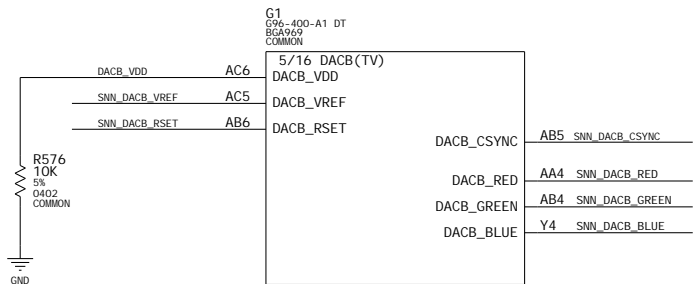 G1
G96-400-A1 DT
BGA969
COMMON
5/16 DACB(TV)
DACB_VDD AC6 DACB_VDD
SNN_DACB_VREF AC5 DACB_VREF
SNN_DACB_RSET AB6 DACB_RSET
DACB_CSYNC AB5 SNN_DACB_CSYNC
DACB_RED AA4 SNN_DACB_RED
DACB_GREEN AB4 SNN_DACB_GREEN
DACB_BLUE Y4 SNN_DACB_BLUE
R576
10K
5%
0402
COMMON
GND